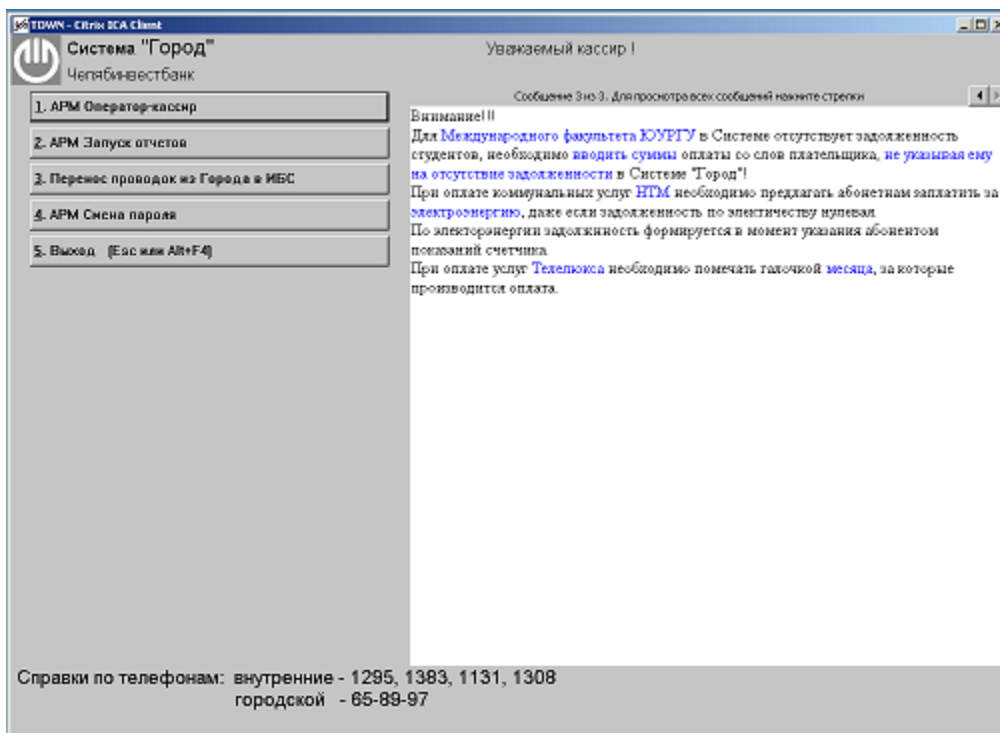 TOWN - Citrix ICA Client
Система "Город"
Челябинвестбанк
Уважаемый кассир !
1. АРМ Оператор-кассир
2. АРМ Запуск отчетов
3. Перенос проводок из Города в ИБС
4. АРМ Смена пароля
5. Выход (Esc или Alt+F4)
Сообщение 3 из 3. Для просмотра всех сообщений нажмите стрелки
Внимание!!!
Для Международного факультета ЮУРГУ в Системе отсутствует задолженность
студентов, необходимо вводить суммы оплаты со слов плательщика, не указывая ему
на отсутствие задолженности в Системе "Город"!
При оплате коммунальных услуг НТМ необходимо предлагать абонетнам заплатить за
электроэнергию, даже если задолженность по элетичеству нулевая.
По электорэнергии задолжнность формируется в момент указания абонентом
показаний счетчика.
При оплате услуг Телелюкса необходимо помечать галочкой месяца, за которые
производится оплата.
Справки по телефонам: внутренние - 1295, 1383, 1131, 1308
городской - 65-89-97